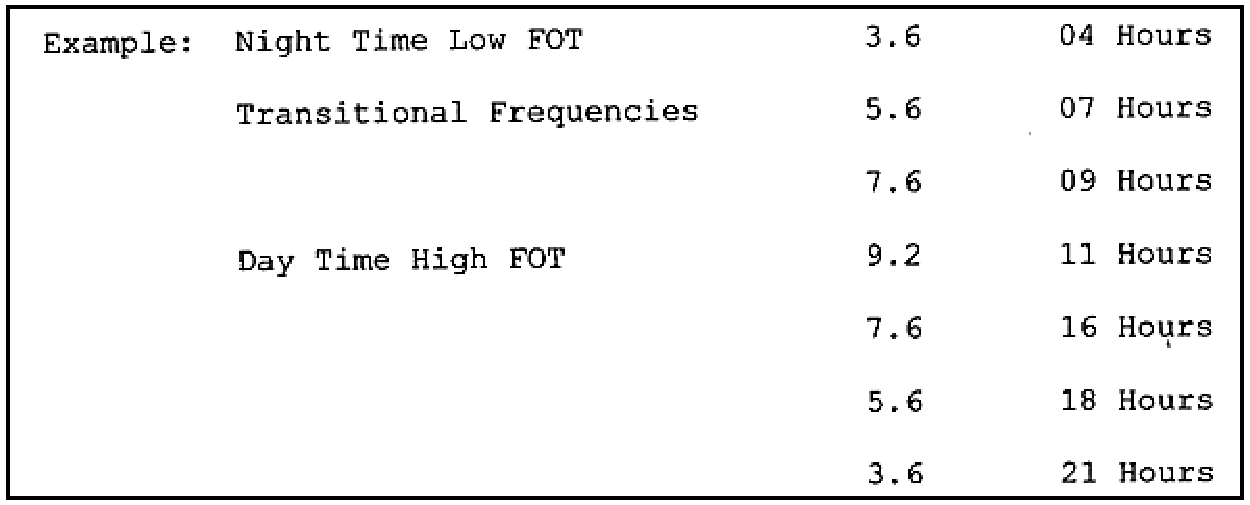 Example: Night Time Low FOT 3.6 04 Hours
Transitional Frequencies 5.6 07 Hours
7.6 09 Hours
Day Time High FOT 9.2 11 Hours
7.6 16 Hours
5.6 18 Hours
3.6 21 Hours